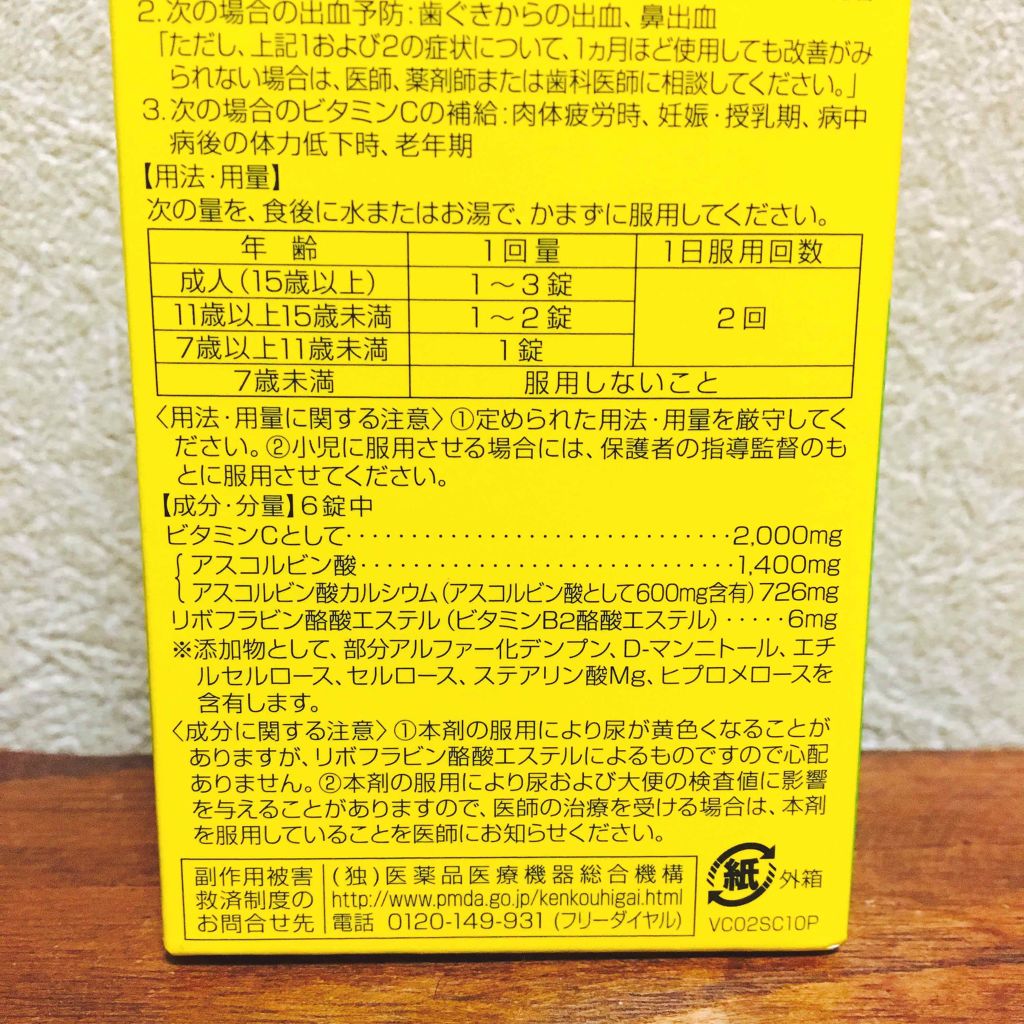 2.次の場合の出血予防:歯ぐきからの出血、鼻出血
「ただし、上記1および2の症状について、1ヵ月ほど使用しても改善がみ
られない場合は、医師、薬剤師または歯科医師に相談してください。」
3.次の場合のビタミンCの補給:肉体疲労時、妊娠・授乳期、病中
病後の体力低下時、老年期
【用法・用量】
次の量を、食後に水またはお湯で、かまずに服用してください。
年 齢 1回量 1日服用回数
成人(15歳以上) 1～3錠
11歳以上15歳未満 1～2錠 2回
7歳以上11歳未満 1錠
7歳未満 服用しないこと
〈用法・用量に関する注意〉①定められた用法・用量を厳守してく
ださい。②小児に服用させる場合には、保護者の指導監督のも
とに服用させてください。
【成分・分量】6錠中
ビタミンCとして・・・・・・・・・・・・・・・・・・・・・・・・・・・・・・2,000mg
アスコルビン酸・・・・・・・・・・・・・・・・・・・・・・・・・・・・・1,400mg
アスコルビン酸カルシウム(アスコルビン酸として600mg含有)726mg
リボフラビン酪酸エステル(ビタミンB2酪酸エステル)・・・・・6mg
※添加物として、部分アルファー化デンプン、D-マンニトール、エチ
ルセルロース、セルロース、ステアリン酸Mg、ヒプロメロースを
含有します。
〈成分に関する注意〉①本剤の服用により尿が黄色くなることが
ありますが、リボフラビン酪酸エステルによるものですので心配
ありません。②本剤の服用により尿および大便の検査値に影響
を与えることがありますので、医師の治療を受ける場合は、本剤
を服用していることを医師にお知らせください。
副作用被害 (独)医薬品医療機器総合機構
救済制度の http://www.pmda.go.jp/kenkouhigai.html
お問合せ先 電話 0120-149-931(フリーダイヤル)
紙 外箱
VC02SC10P